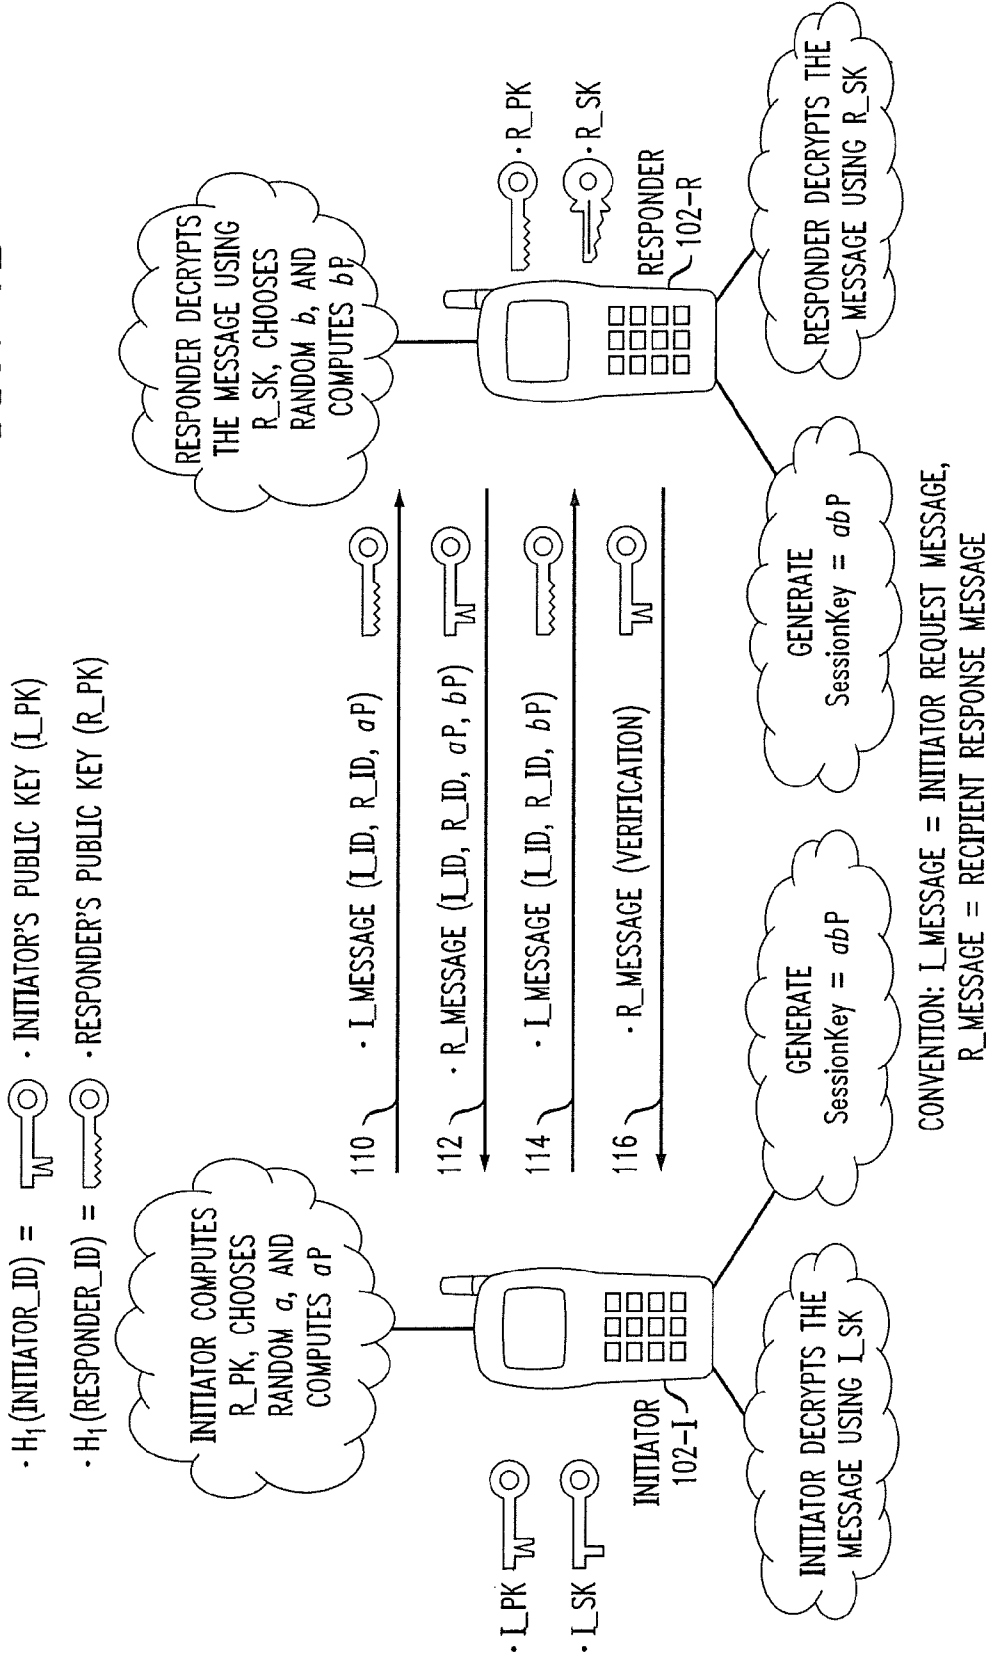 · H1(INITIATOR_ID) = · INITIATOR'S PUBLIC KEY (I_PK)
· H1(RESPONDER_ID) = · RESPONDER'S PUBLIC KEY (R_PK)
INITIATOR COMPUTES
R_PK, CHOOSES
RANDOM a, AND
COMPUTES aP
RESPONDER DECRYPTS
THE MESSAGE USING
R_SK, CHOOSES
RANDOM b, AND
COMPUTES bP
110
· I_MESSAGE (I_ID, R_ID, aP)
112
· R_MESSAGE (I_ID, R_ID, aP, bP)
114
· I_MESSAGE (I_ID, R_ID, bP)
116
· R_MESSAGE (VERIFICATION)
· I_PK
· I_SK
INITIATOR
102-I
· R_PK
· R_SK
RESPONDER
102-R
INITIATOR DECRYPTS THE
MESSAGE USING I_SK
GENERATE
SessionKey = abP
GENERATE
SessionKey = abP
RESPONDER DECRYPTS THE
MESSAGE USING R_SK
CONVENTION: I_MESSAGE = INITIATOR REQUEST MESSAGE,
R_MESSAGE = RECIPIENT RESPONSE MESSAGE